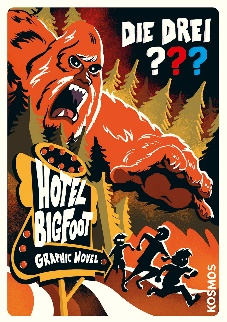 DIE DREI
???
HOTEL
BIGFOOT
GRAPHIC NOVEL
KOSMOS